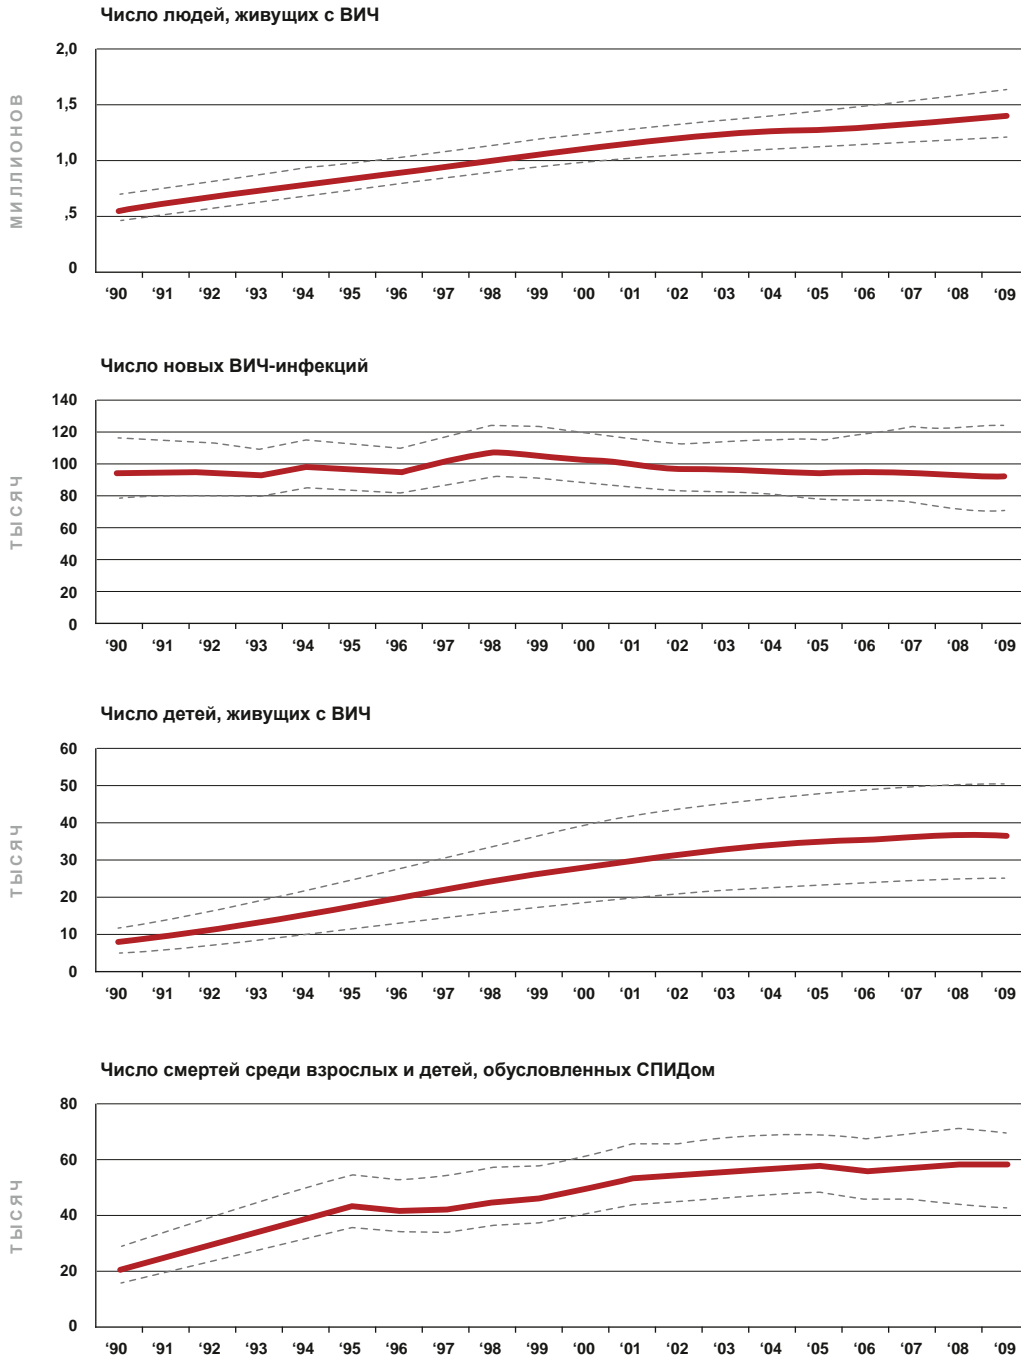 Число людей, живущих с ВИЧ
МИЛЛИОНОВ
2,0
1,5
1,0
,5
0
‘90 ‘91 ‘92 ‘93 ‘94 ‘95 ‘96 ‘97 ‘98 ‘99 ‘00 ‘01 ‘02 ‘03 ‘04 ‘05 ‘06 ‘07 ‘08 ‘09
Число новых ВИЧ-инфекций
ТЫСЯЧ
140
120
100
80
60
40
20
0
‘90 ‘91 ‘92 ‘93 ‘94 ‘95 ‘96 ‘97 ‘98 ‘99 ‘00 ‘01 ‘02 ‘03 ‘04 ‘05 ‘06 ‘07 ‘08 ‘09
Число детей, живущих с ВИЧ
ТЫСЯЧ
60
50
40
30
20
10
0
‘90 ‘91 ‘92 ‘93 ‘94 ‘95 ‘96 ‘97 ‘98 ‘99 ‘00 ‘01 ‘02 ‘03 ‘04 ‘05 ‘06 ‘07 ‘08 ‘09
Число смертей среди взрослых и детей, обусловленных СПИДом
ТЫСЯЧ
80
60
40
20
0
‘90 ‘91 ‘92 ‘93 ‘94 ‘95 ‘96 ‘97 ‘98 ‘99 ‘00 ‘01 ‘02 ‘03 ‘04 ‘05 ‘06 ‘07 ‘08 ‘09